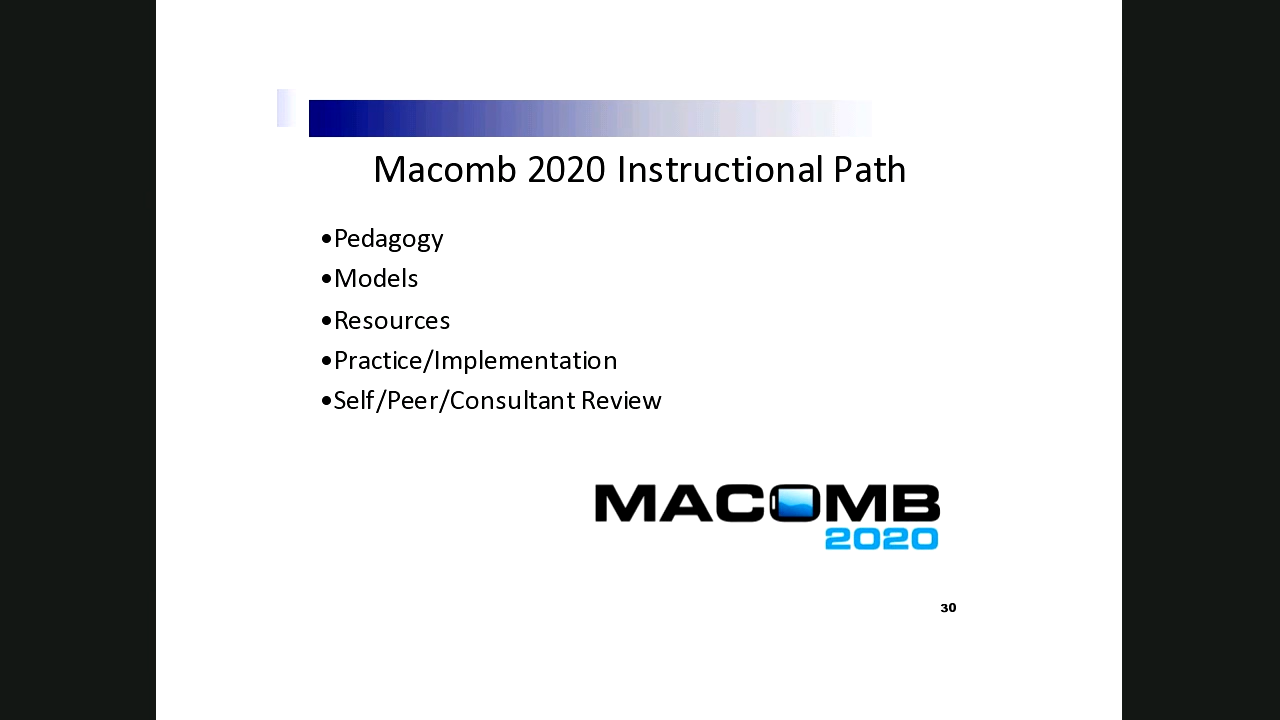 Macomb 2020 Instructional Path
•Pedagogy
•Models
•Resources
•Practice/Implementation
•Self/Peer/Consultant Review
MACOMB
2020
30